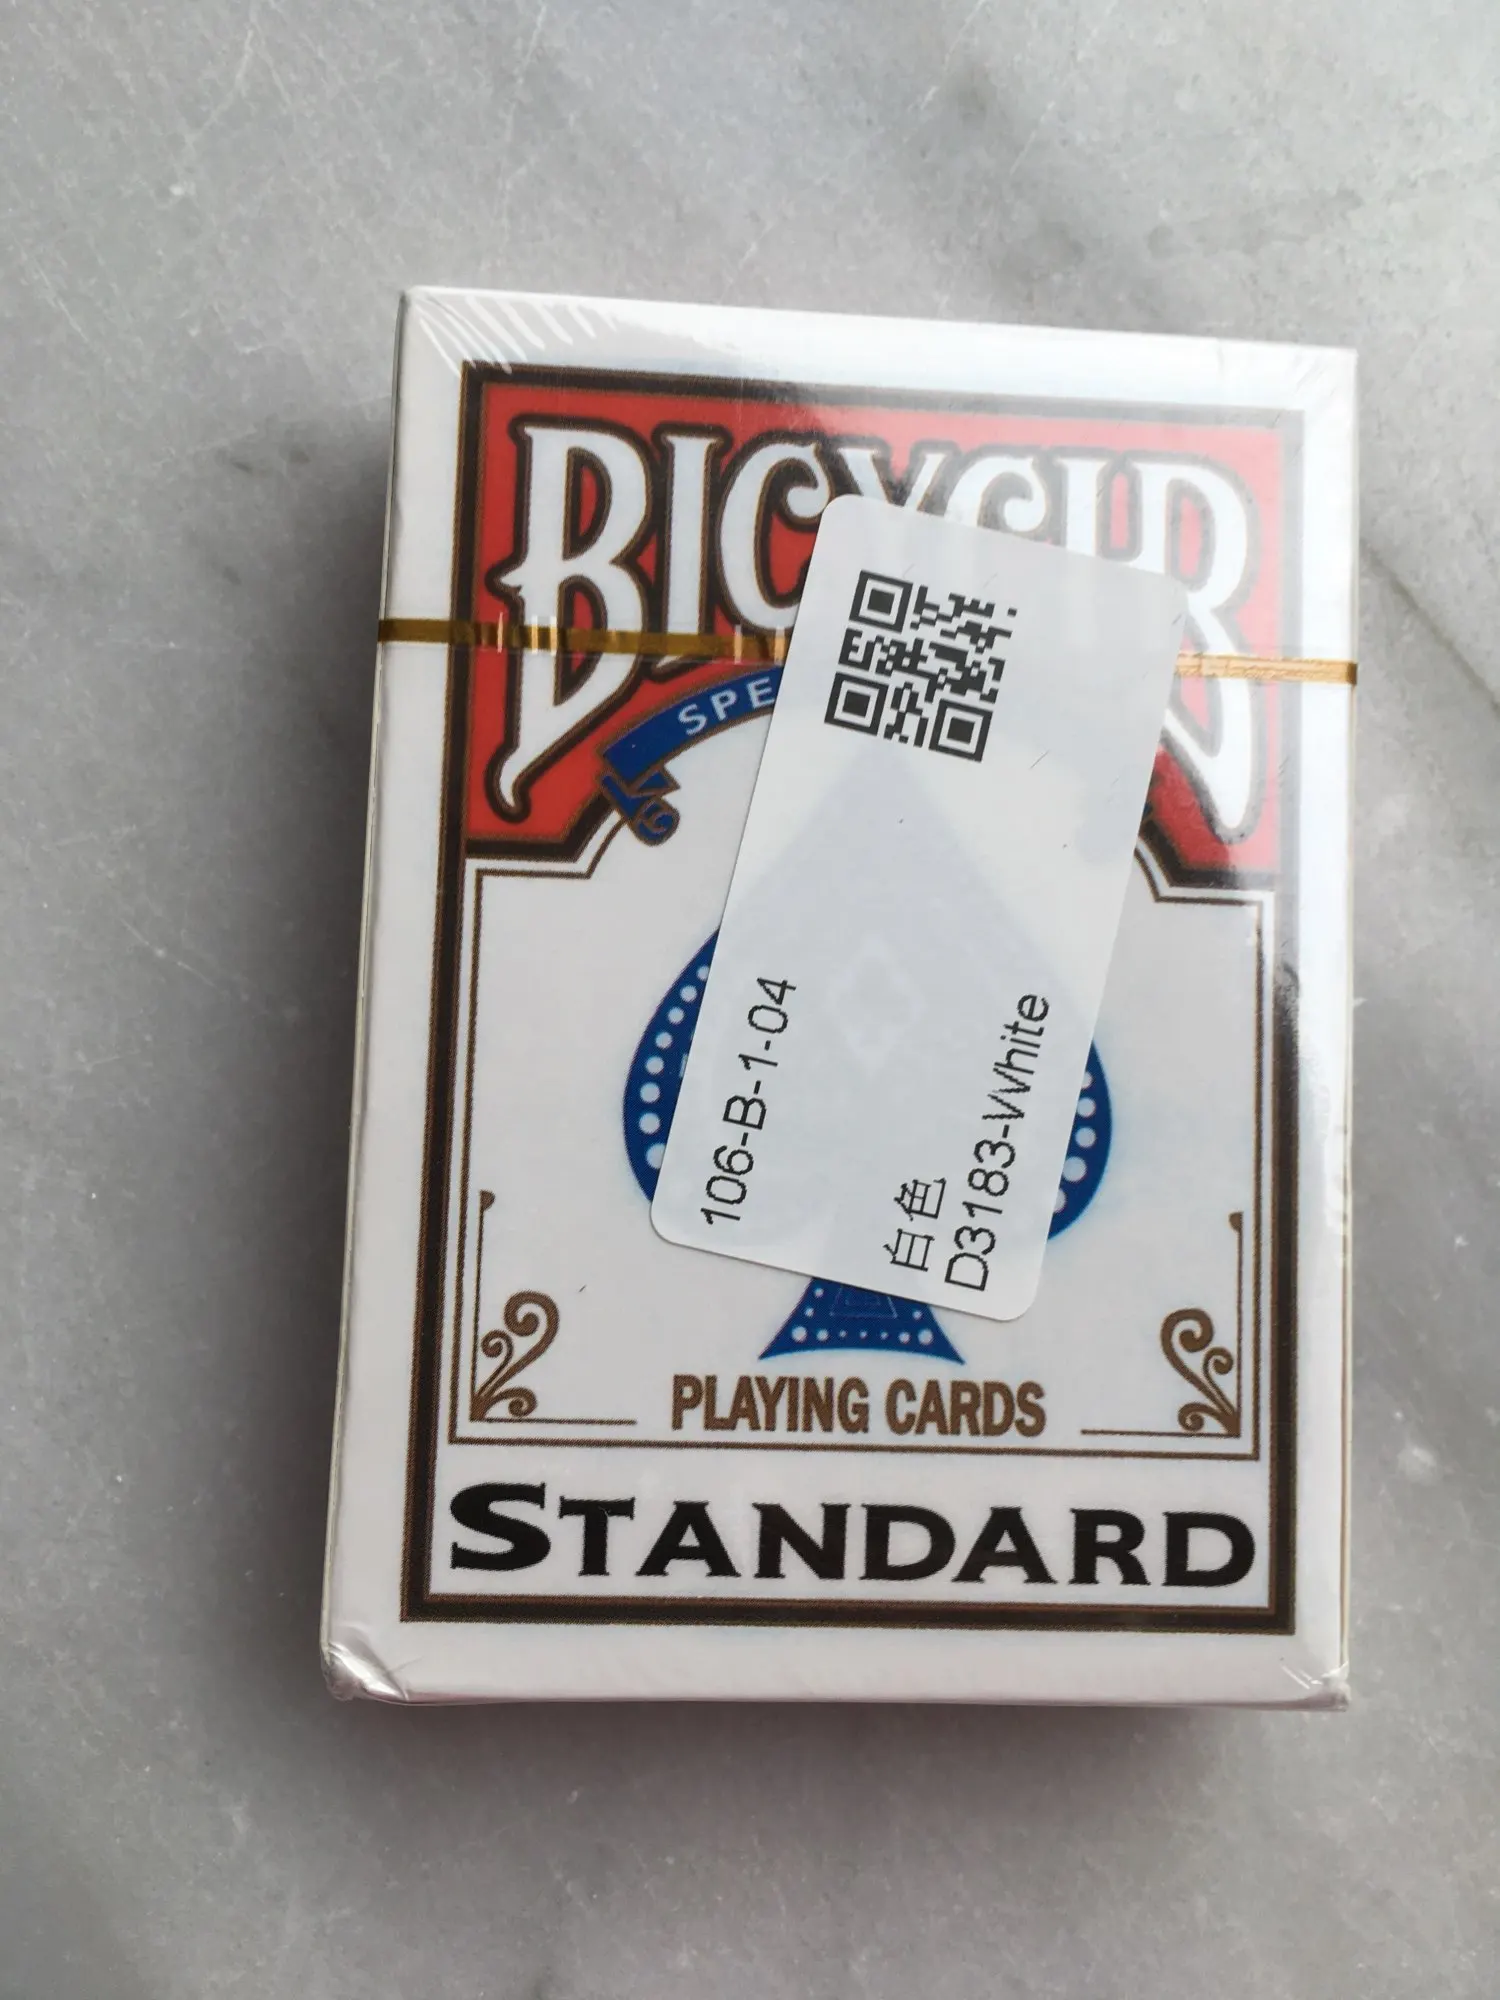 BICYCLE
SPE
106-B-1-04
白色
D3183-White
PLAYING CARDS
STANDARD